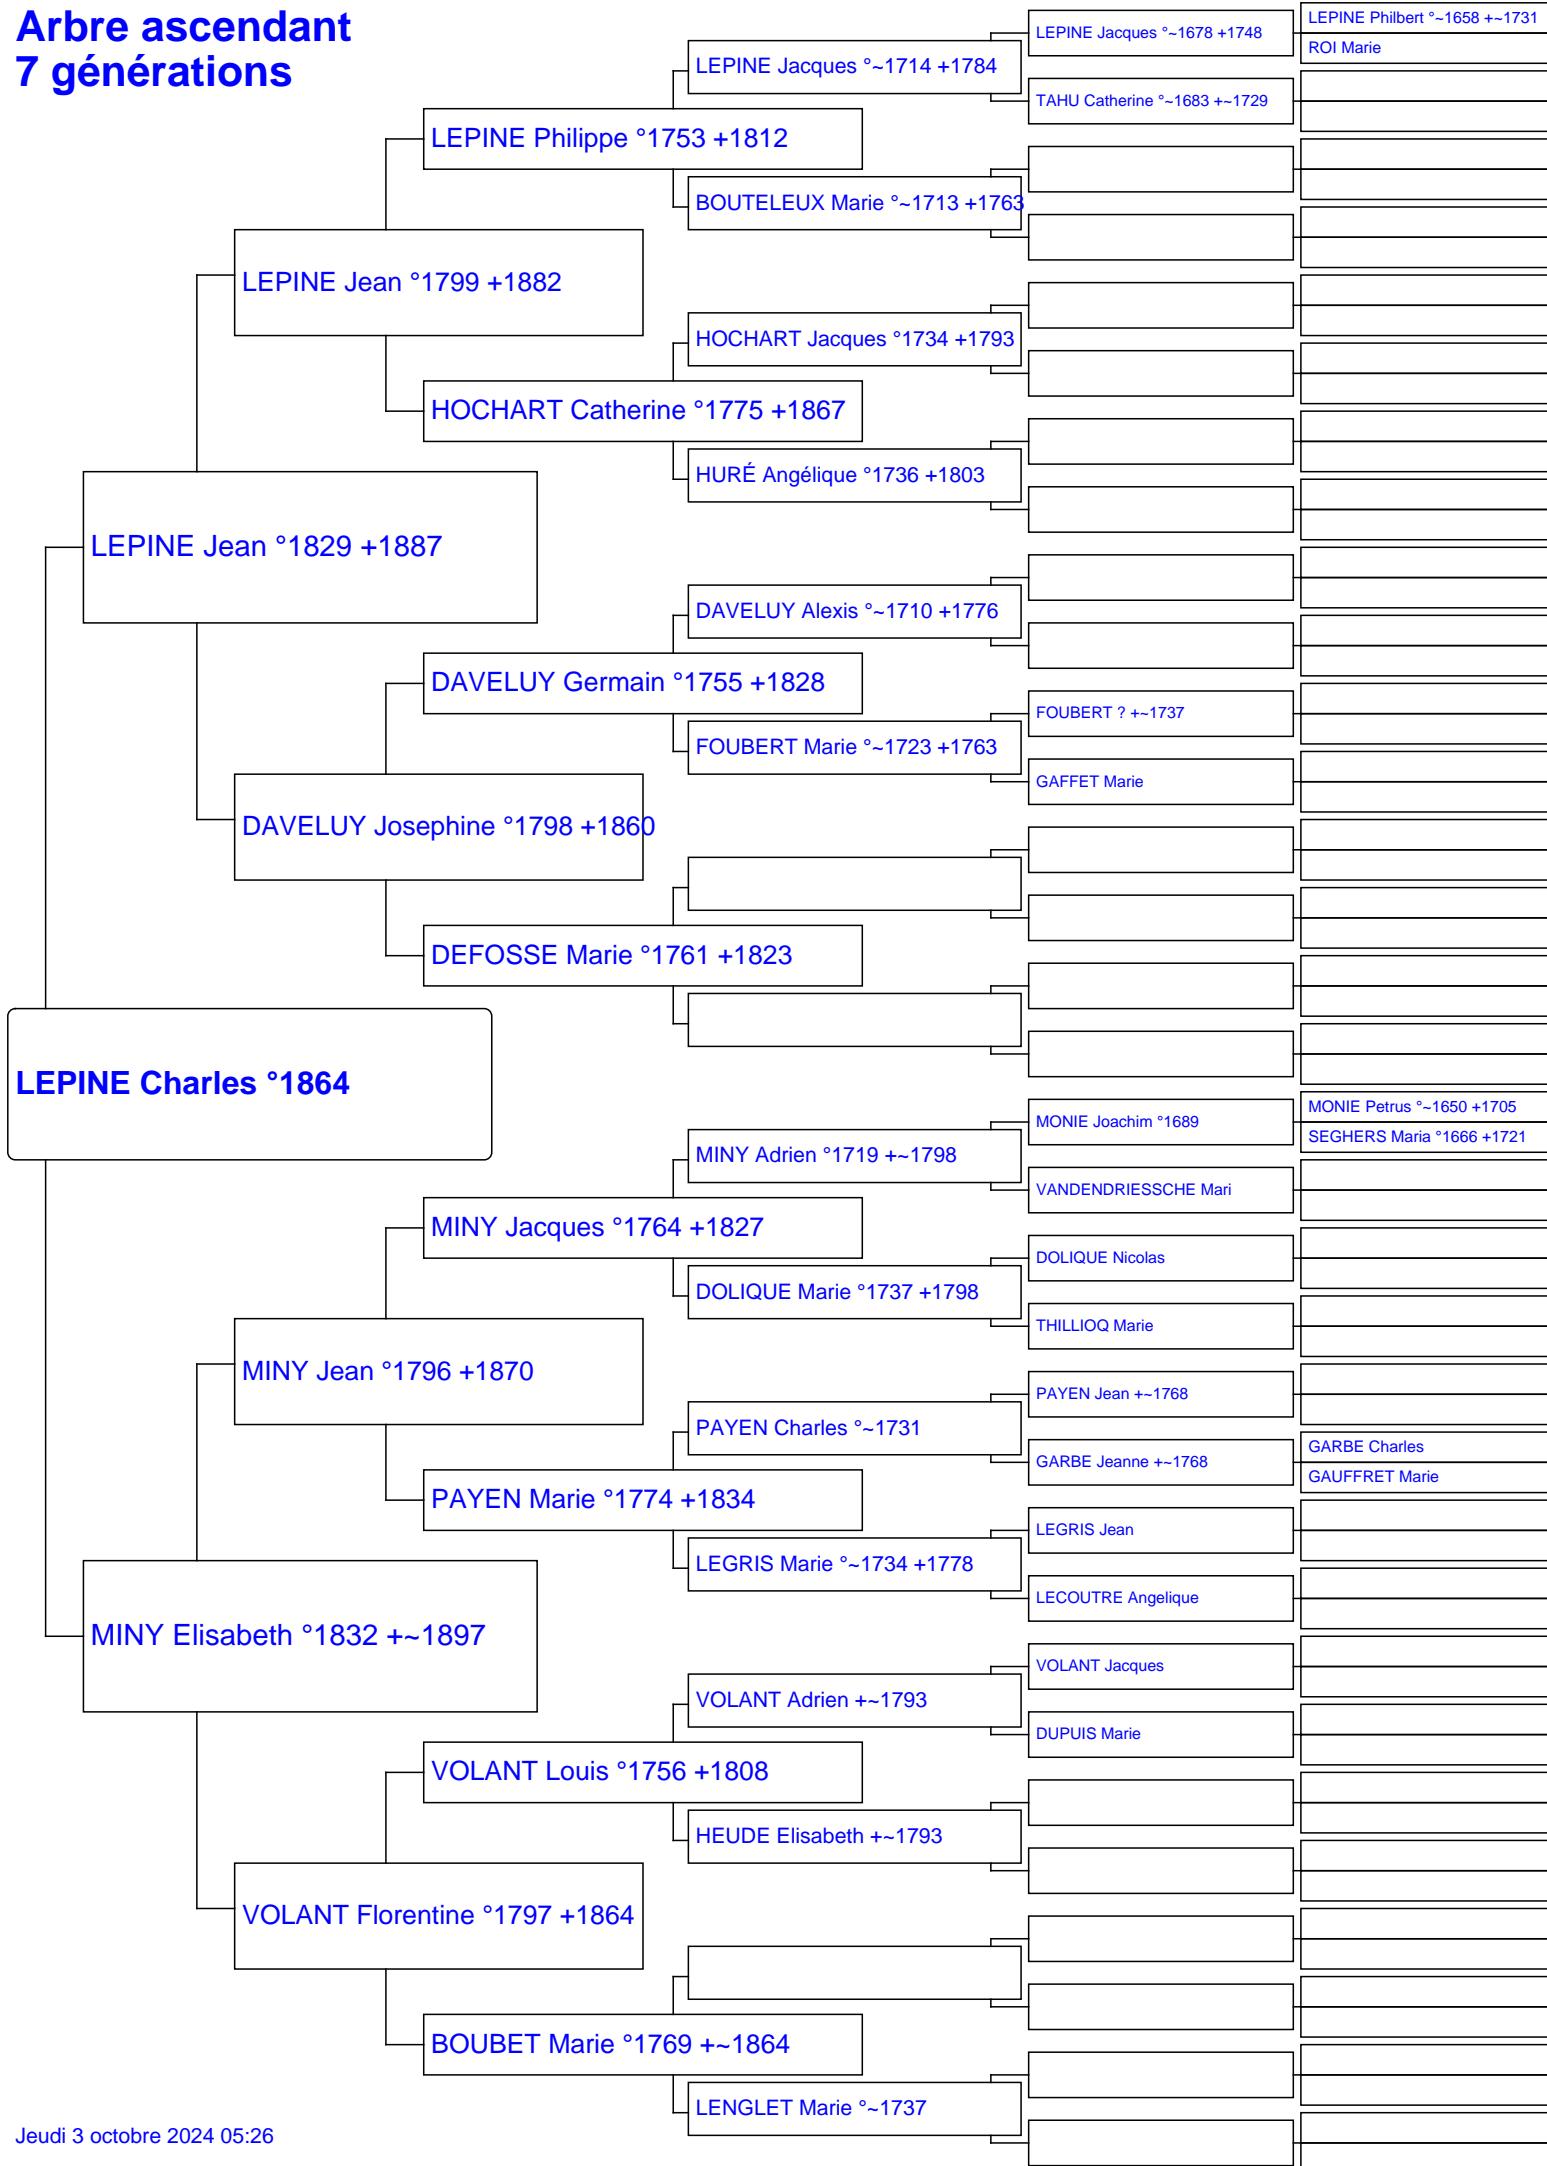 Arbre ascendant
7 générations
LEPINE Charles °1864
LEPINE Jean °1829 +1887
MINY Elisabeth °1832 +~1897
LEPINE Jean °1799 +1882
DAVELUY Josephine °1798 +1860
MINY Jean °1796 +1870
VOLANT Florentine °1797 +1864
LEPINE Philippe °1753 +1812
HOCHART Catherine °1775 +1867
DAVELUY Germain °1755 +1828
DEFOSSE Marie °1761 +1823
MINY Jacques °1764 +1827
PAYEN Marie °1774 +1834
VOLANT Louis °1756 +1808
BOUBET Marie °1769 +~1864
LEPINE Jacques °~1714 +1784
BOUTELEUX Marie °~1713 +1763
HOCHART Jacques °1734 +1793
HURÉ Angélique °1736 +1803
DAVELUY Alexis °~1710 +1776
FOUBERT Marie °~1723 +1763
MINY Adrien °1719 +~1798
DOLIQUE Marie °1737 +1798
PAYEN Charles °~1731
LEGRIS Marie °~1734 +1778
VOLANT Adrien +~1793
HEUDE Elisabeth +~1793
LENGLET Marie °~1737
LEPINE Jacques °~1678 +1748
TAHU Catherine °~1683 +~1729
FOUBERT ? +~1737
GAFFET Marie
MONIE Joachim °1689
VANDENDRIESSCHE Mari
DOLIQUE Nicolas
THILLIOQ Marie
PAYEN Jean +~1768
GARBE Jeanne +~1768
LEGRIS Jean
LECOUTRE Angelique
VOLANT Jacques
DUPUIS Marie
LEPINE Philbert °~1658 +~1731
ROI Marie
MONIE Petrus °~1650 +1705
SEGHERS Maria °1666 +1721
GARBE Charles
GAUFFRET Marie
Jeudi 3 octobre 2024 05:26